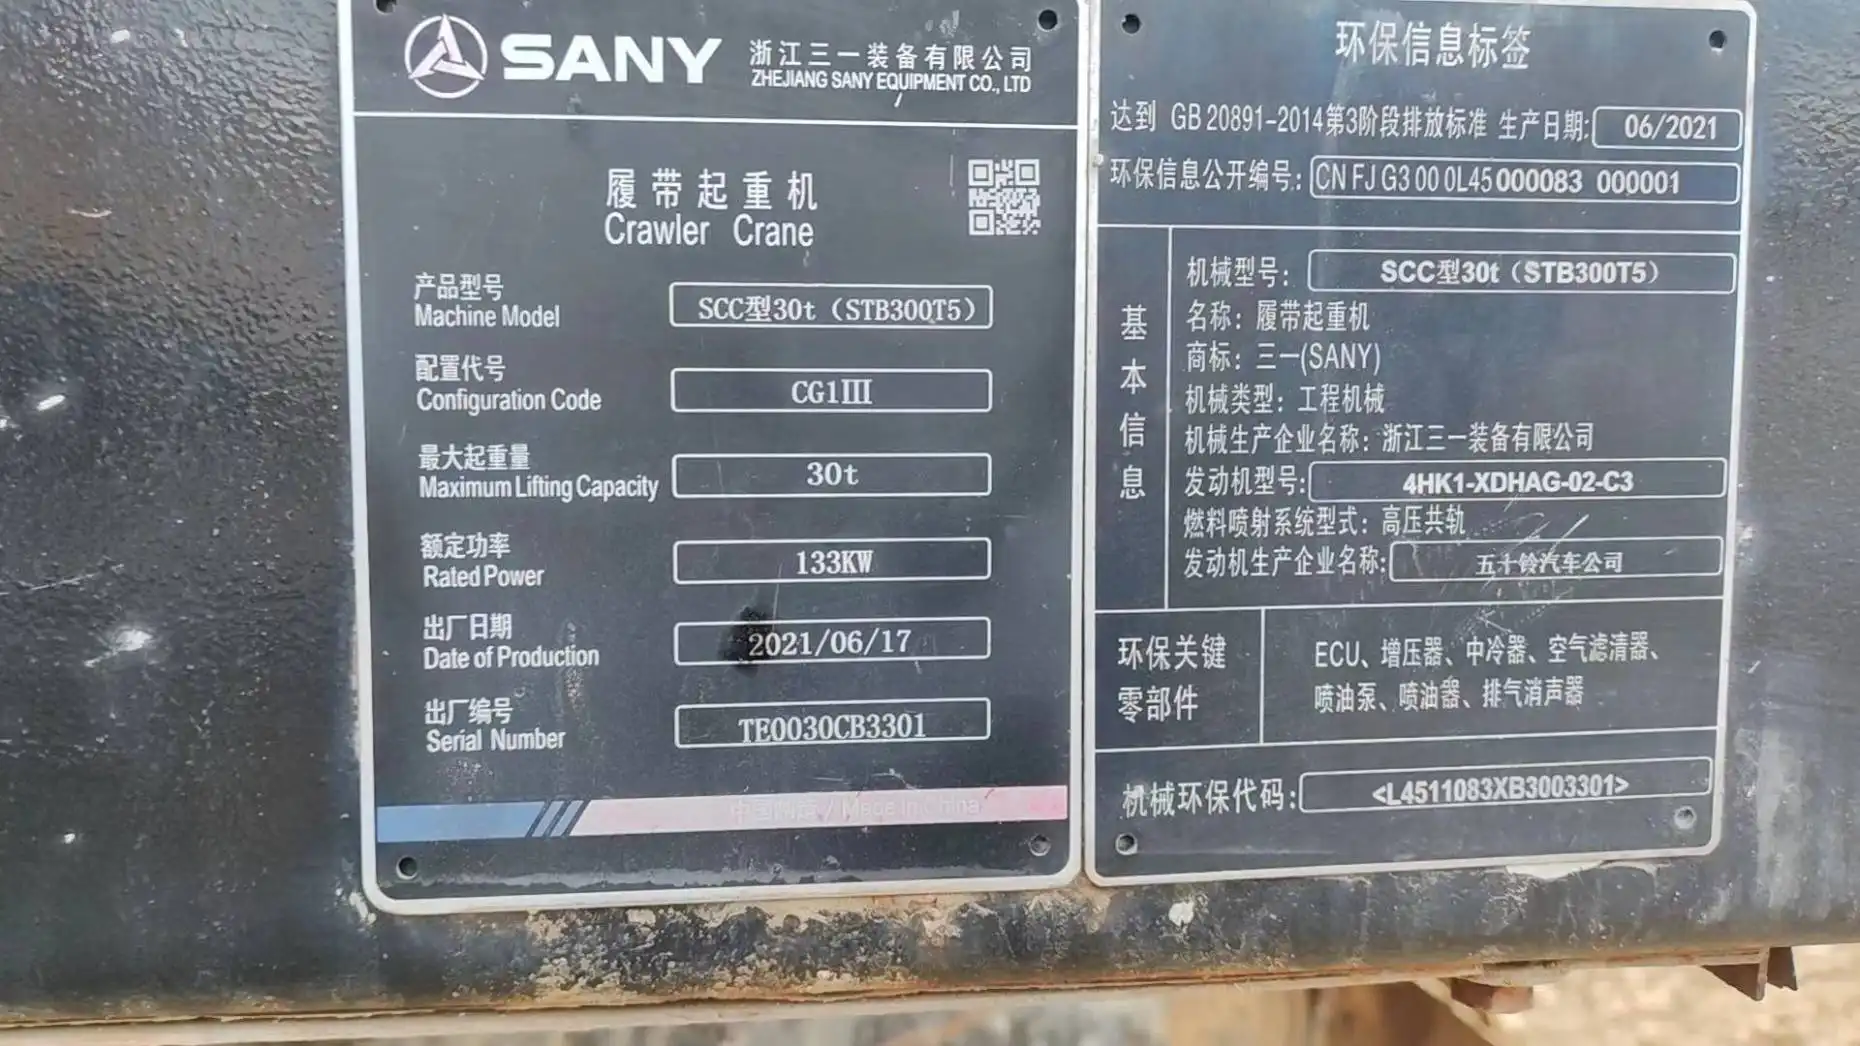 SANY 浙江三一装备有限公司
ZHEJIANG SANY EQUIPMENT CO., LTD
履带起重机
Crawler Crane
产品型号
Machine Model
SCC型30t（STB300T5）
配置代号
Configuration Code
CG1III
最大起重量
Maximum Lifting Capacity
30t
额定功率
Rated Power
133KW
出厂日期
Date of Production
2021/06/17
出厂编号
Serial Number
TE0030CB3301
中国制造 / Made in China
环保信息标签
达到 GB 20891-2014第3阶段排放标准 生产日期: 06/2021
环保信息公开编号: CN FJ G3 00 0L45 000083 000001
基本信息
机械型号: SCC型30t（STB300T5）
名称: 履带起重机
商标: 三一(SANY)
机械类型: 工程机械
机械生产企业名称: 浙江三一装备有限公司
发动机型号: 4HK1-XDHAG-02-C3
燃料喷射系统型式: 高压共轨
发动机生产企业名称: 五十铃汽车公司
环保关键
零部件
ECU、增压器、中冷器、空气滤清器、
喷油泵、喷油器、排气消声器
机械环保代码: <L4511083XB3003301>